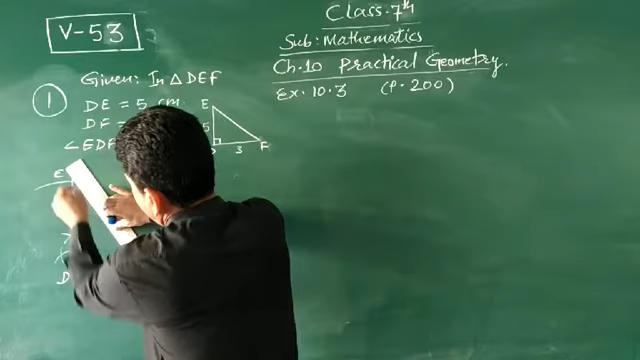 V-53
Class. 7th
Sub: Mathematics
Ch.10 Practical Geometry.
Ex. 10.3 (P. 200)
Given: In △ DEF
1
DE = 5 cm
DF =
∠EDF
E
5
3
F
E
D